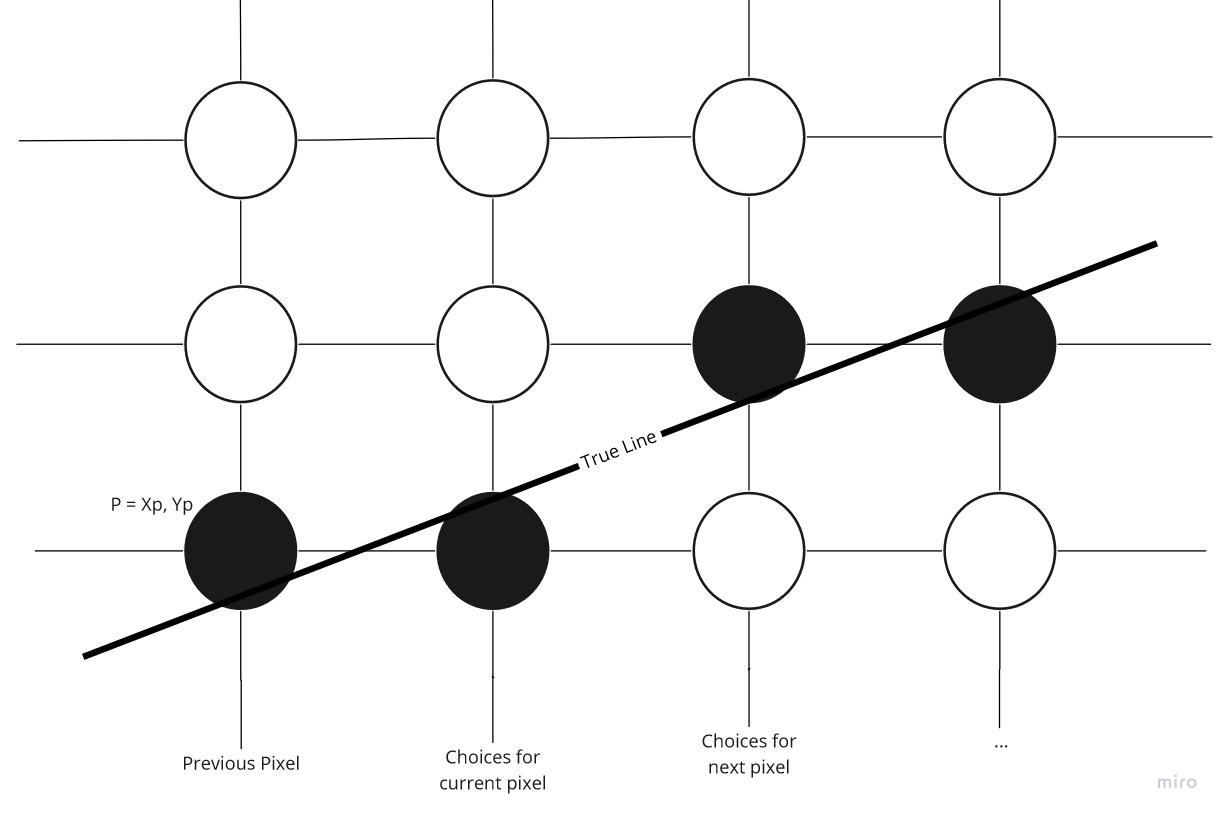 True Line
P = Xp, Yp
Previous Pixel
Choices for
current pixel
Choices for
next pixel
...
miro